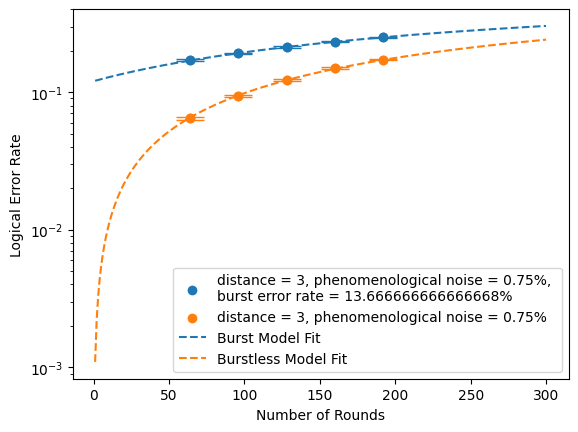 Logical Error Rate
10⁻¹
10⁻²
10⁻³
0
50
100
150
200
250
300
Number of Rounds
distance = 3, phenomenological noise = 0.75%,
burst error rate = 13.666666666666668%
distance = 3, phenomenological noise = 0.75%
Burst Model Fit
Burstless Model Fit